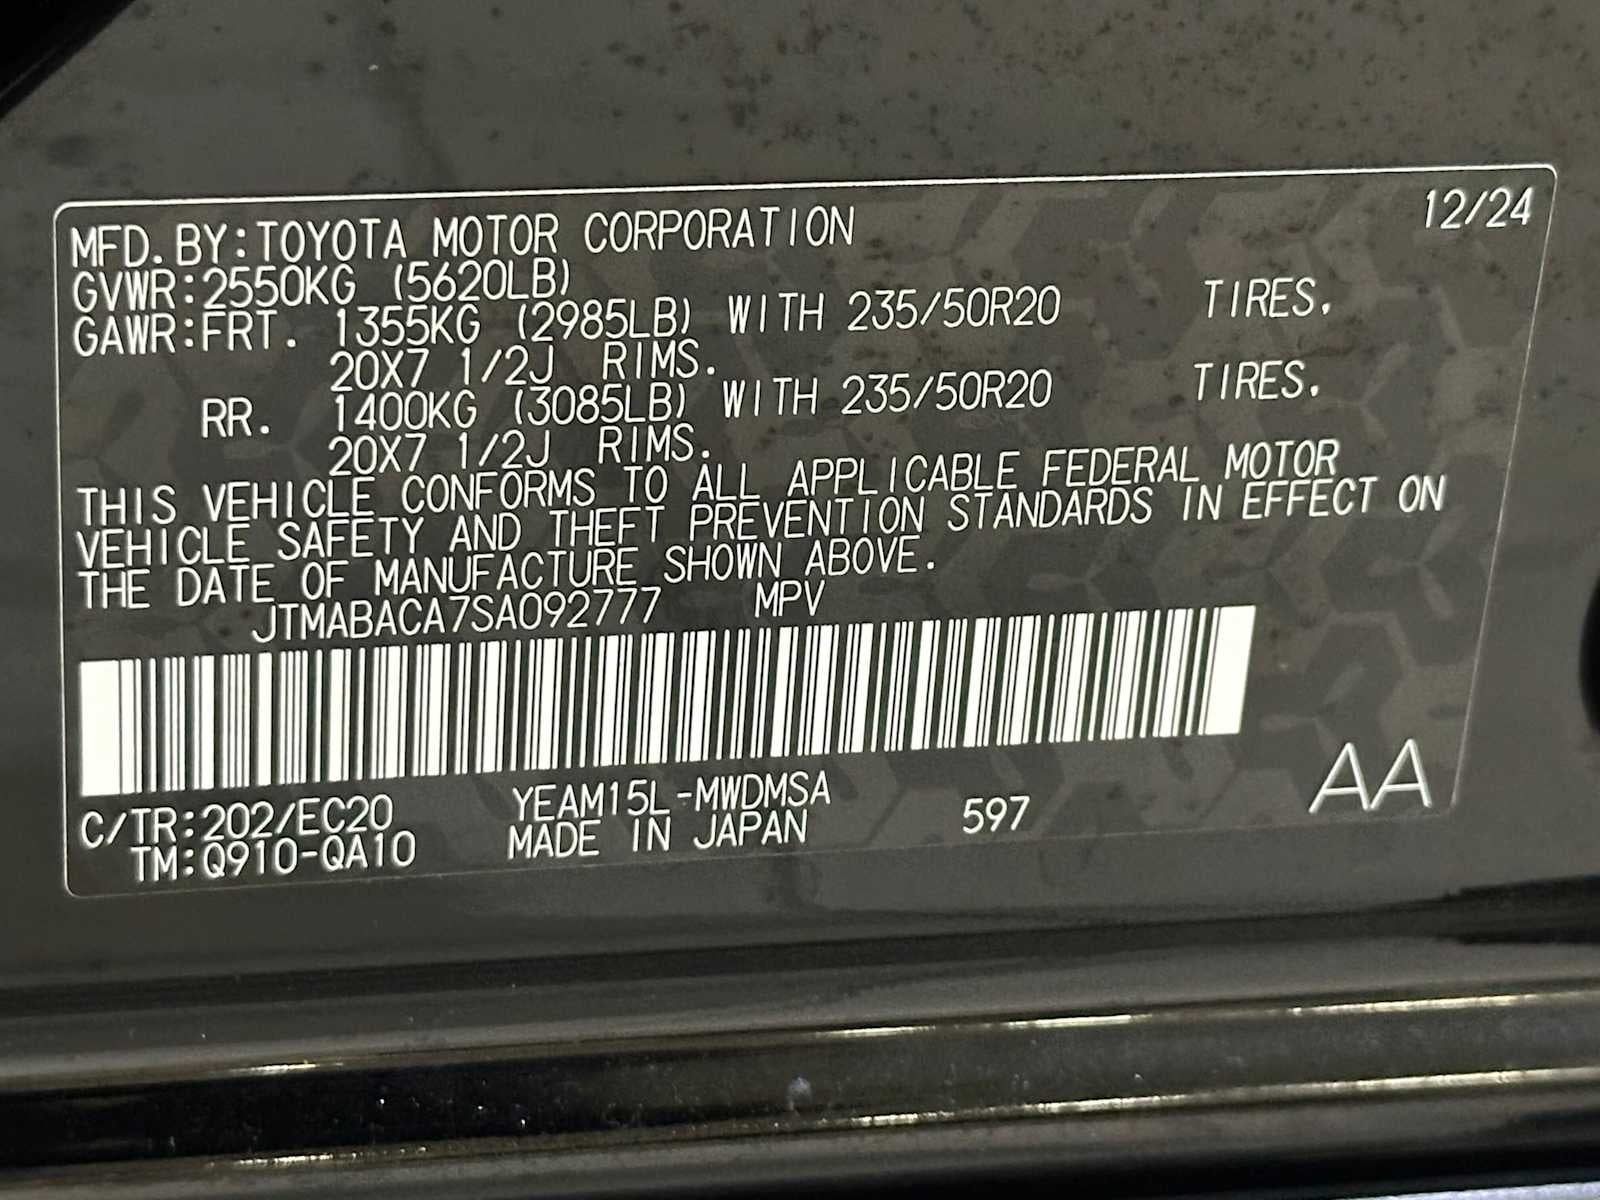 12/24
MFD. BY:TOYOTA MOTOR CORPORATION
GVWR:2550KG (5620LB)
GAWR:FRT. 1355KG (2985LB) WITH 235/50R20 TIRES.
20X7 1/2J RIMS.
RR. 1400KG (3085LB) WITH 235/50R20 TIRES.
20X7 1/2J RIMS.
THIS VEHICLE CONFORMS TO ALL APPLICABLE FEDERAL MOTOR
VEHICLE SAFETY AND THEFT PREVENTION STANDARDS IN EFFECT ON
THE DATE OF MANUFACTURE SHOWN ABOVE.
JTMABACA7SA092777 MPV
C/TR:202/EC20 YEAM15L-MWDMSA 597 AA
TM:Q910-QA10 MADE IN JAPAN